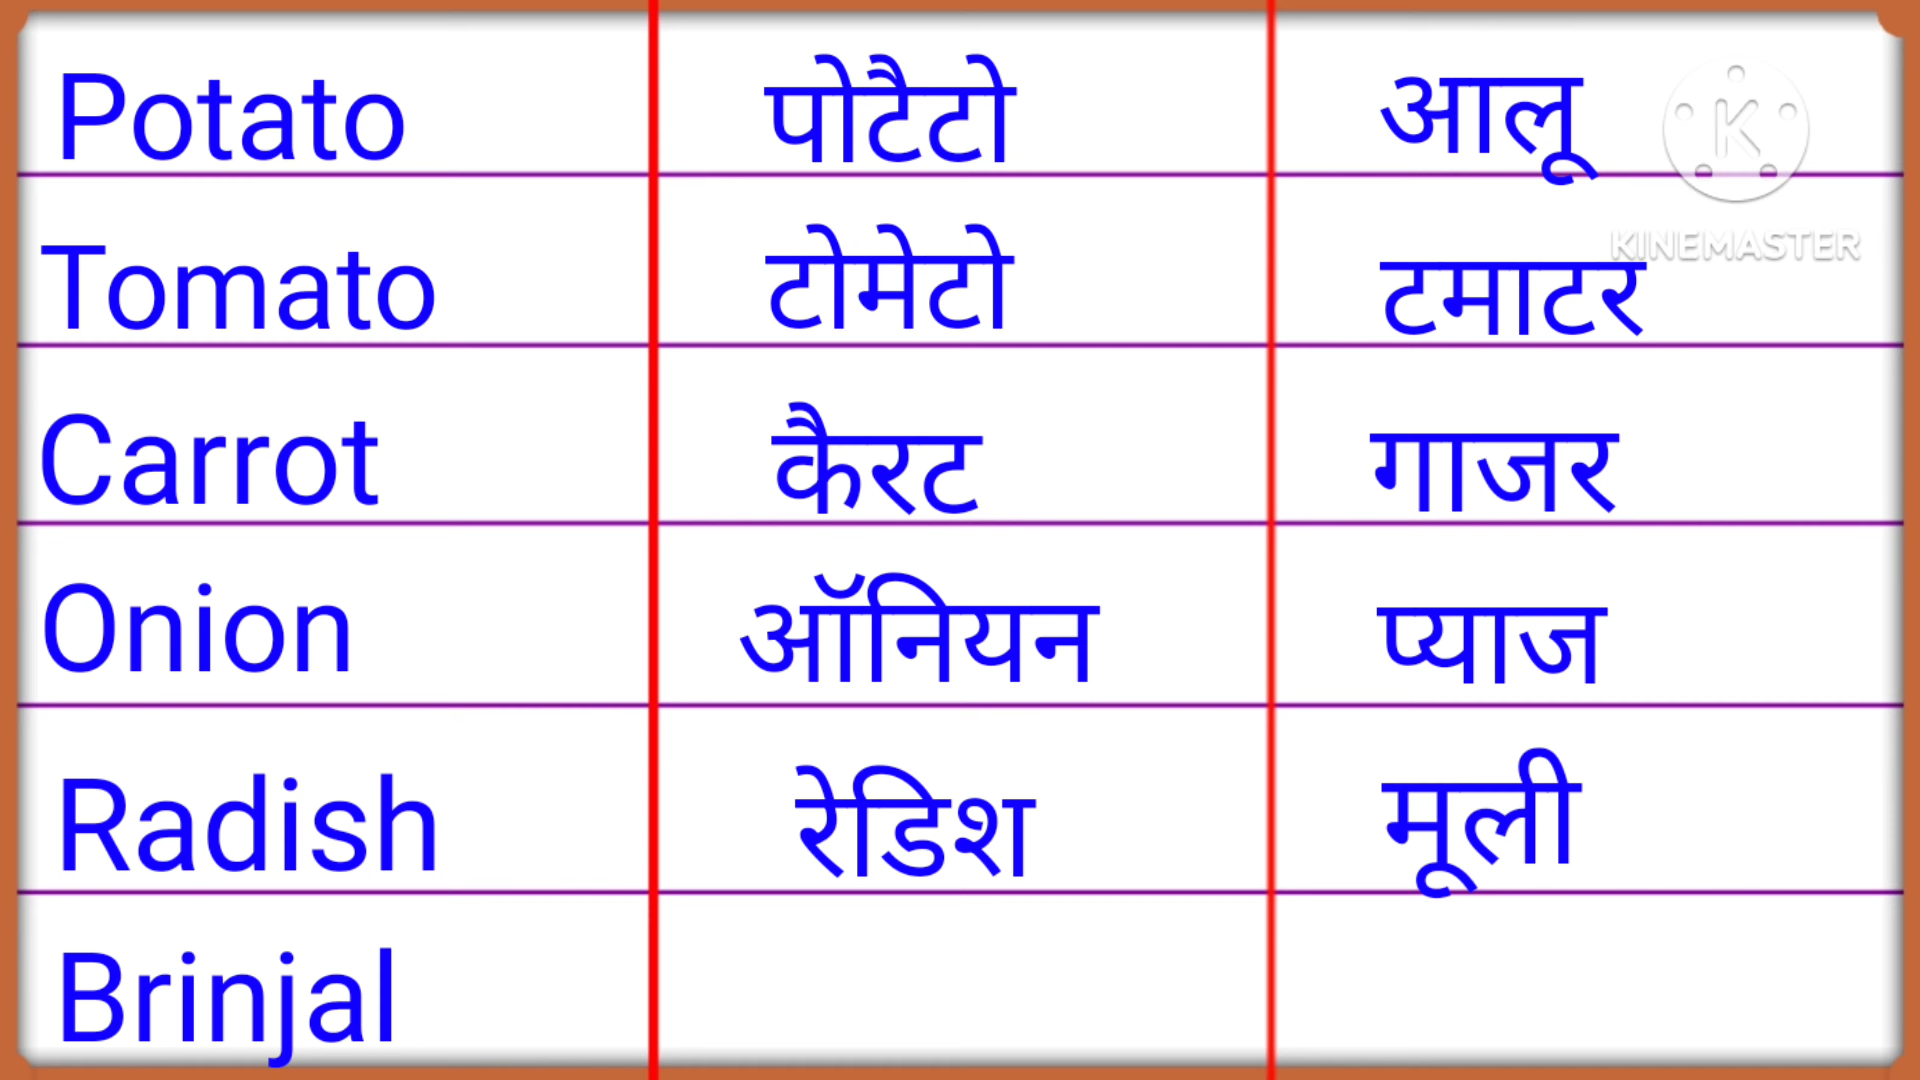 Potato पोटैटो आलू
KINEMASTER
Tomato टोमेटो टमाटर
Carrot कैरट गाजर
Onion ऑनियन प्याज
Radish रेडिश मूली
Brinjal